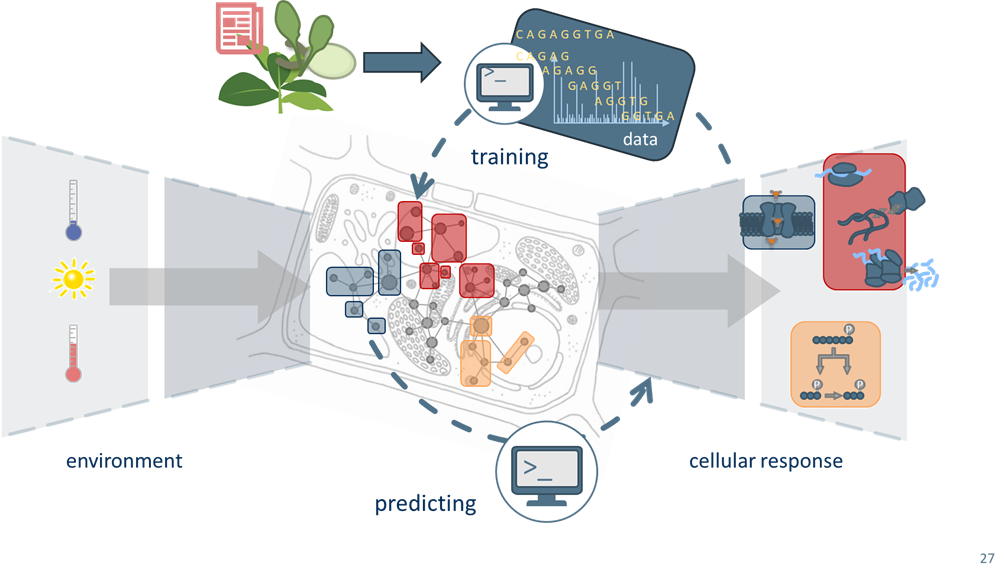 CAGAGGTGA
CAGAG
AGAGG
GAGGT
AGGTG
GGTGA
data
>_
training
P
P
P
environment
cellular response
>_
predicting
27